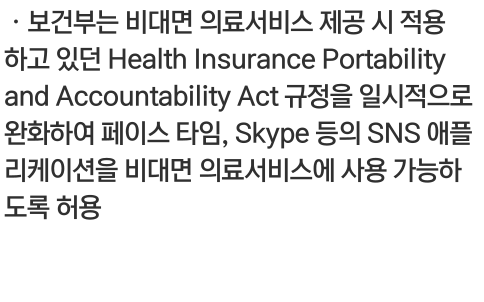 · 보건부는 비대면 의료서비스 제공 시 적용
하고 있던 Health Insurance Portability
and Accountability Act 규정을 일시적으로
완화하여 페이스 타임, Skype 등의 SNS 애플
리케이션을 비대면 의료서비스에 사용 가능하
도록 허용